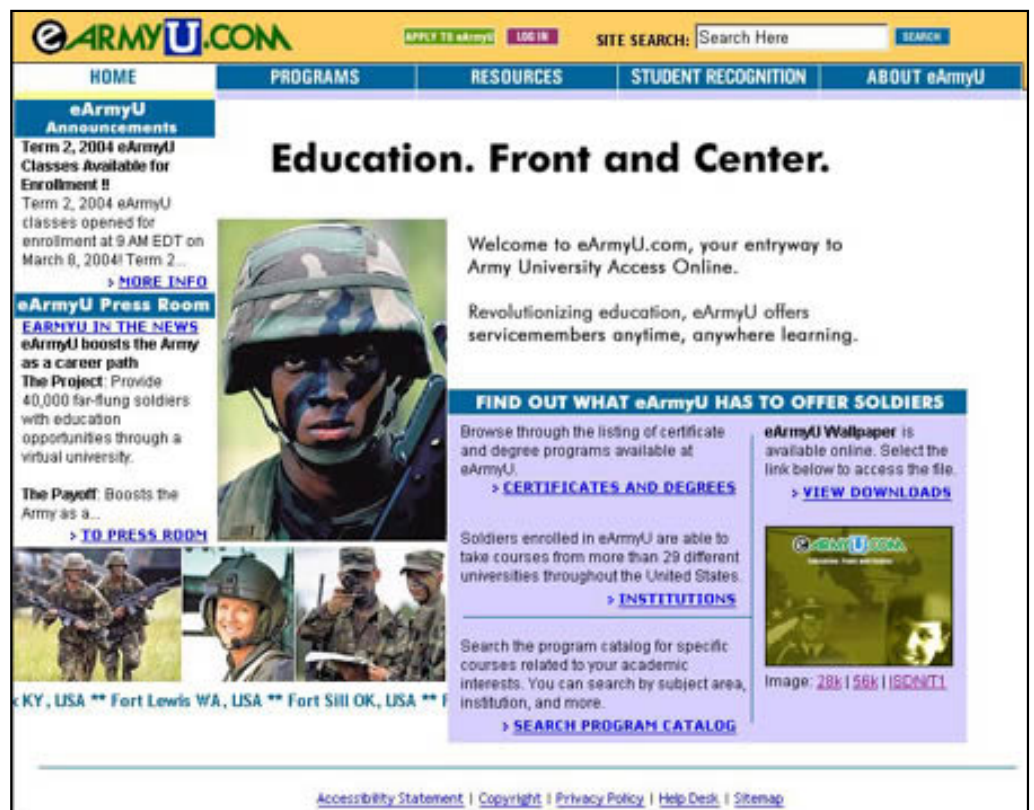 eARMYU.COM
APPLY TO eArmyU LOG IN SITE SEARCH: Search Here SEARCH
HOME PROGRAMS RESOURCES STUDENT RECOGNITION ABOUT eArmyU
eArmyU
Announcements
Term 2, 2004 eArmyU
Classes Available for
Enrollment !!
Term 2, 2004 eArmyU
classes opened for
enrollment at 9 AM EDT on
March 8, 2004! Term 2...
> MORE INFO
eArmyU Press Room
EARMYU IN THE NEWS
eArmyU boosts the Army
as a career path
The Project: Provide
40,000 far-flung soldiers
with education
opportunities through a
virtual university.
The Payoff: Boosts the
Army as a...
> TO PRESS ROOM
Education. Front and Center.
Welcome to eArmyU.com, your entryway to
Army University Access Online.
Revolutionizing education, eArmyU offers
servicemembers anytime, anywhere learning.
FIND OUT WHAT eArmyU HAS TO OFFER SOLDIERS
Browse through the listing of certificate
and degree programs available at
eArmyU.
> CERTIFICATES AND DEGREES
Soldiers enrolled in eArmyU are able to
take courses from more than 29 different
universities throughout the United States.
> INSTITUTIONS
Search the program catalog for specific
courses related to your academic
interests. You can search by subject area,
institution, and more.
> SEARCH PROGRAM CATALOG
eArmyU Wallpaper is
available online. Select the
link below to access the file.
> VIEW DOWNLOADS
eARMYU.COM
Education. Front and Center.
Image: 28k | 56k | ISDN/T1
KY, USA ** Fort Lewis WA, USA ** Fort Sill OK, USA ** F
Accessibility Statement | Copyright | Privacy Policy | Help Desk | Sitemap